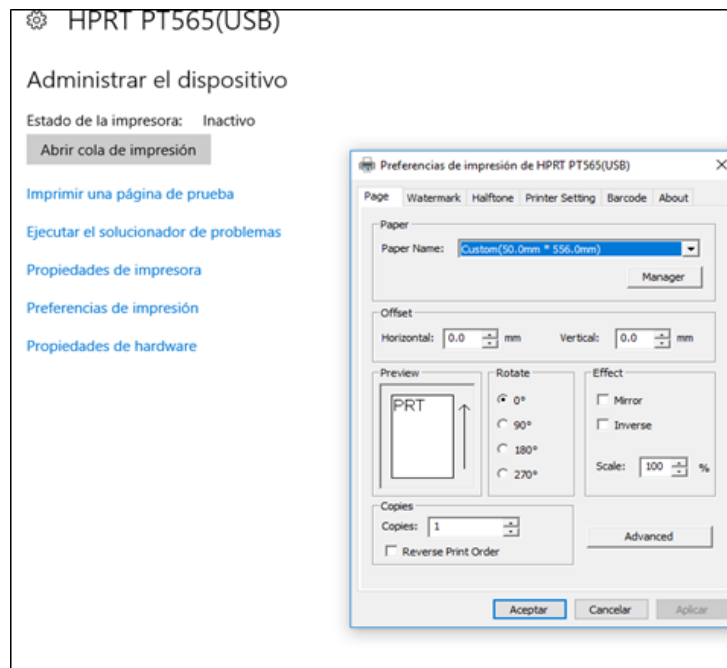 HPRT PT565(USB)
Administrar el dispositivo
Estado de la impresora: Inactivo
Abrir cola de impresión
Imprimir una página de prueba
Ejecutar el solucionador de problemas
Propiedades de impresora
Preferencias de impresión
Propiedades de hardware
Preferencias de impresión de HPRT PT565(USB)
Page Watermark Halftone Printer Setting Barcode About
Paper
Paper Name: Custom(50.0mm * 556.0mm)
Manager
Offset
Horizontal: 0.0 mm Vertical: 0.0 mm
Preview
PRT
Rotate
0°
90°
180°
270°
Effect
Mirror
Inverse
Scale: 100 %
Copies
Copies: 1
Reverse Print Order
Advanced
Aceptar Cancelar Aplicar